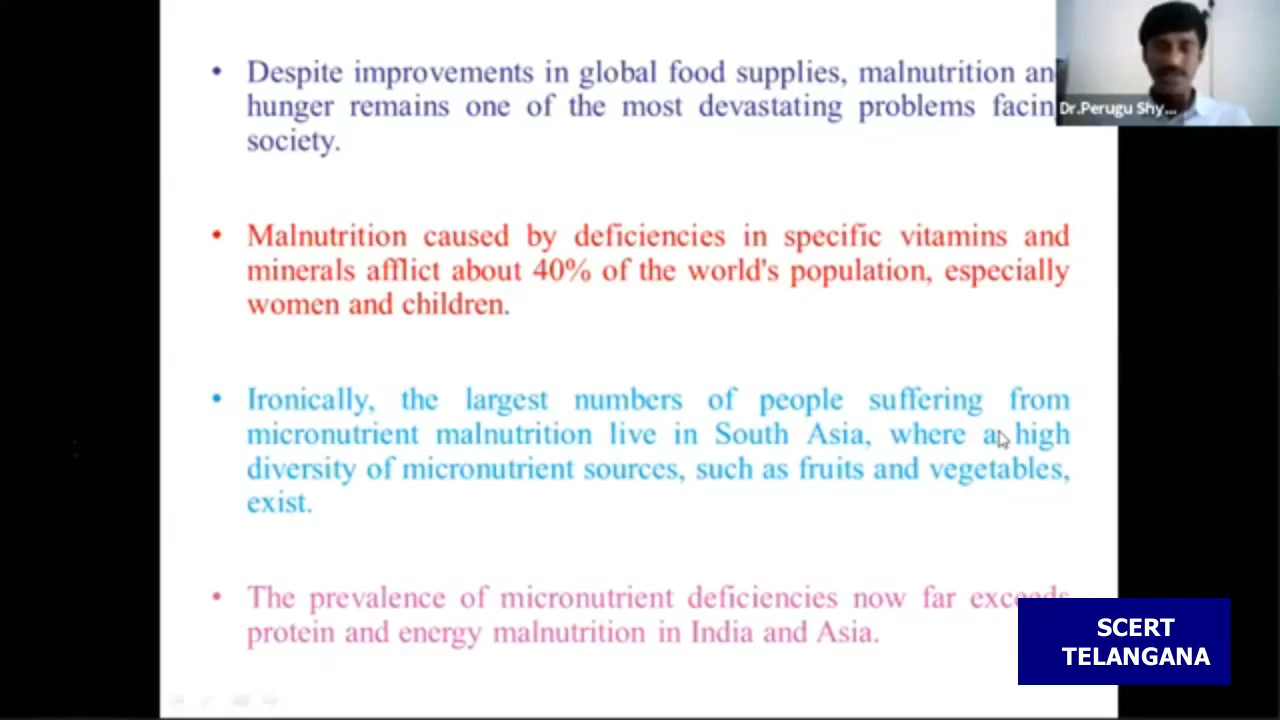 • Despite improvements in global food supplies, malnutrition an
hunger remains one of the most devastating problems facin
society.
• Malnutrition caused by deficiencies in specific vitamins and
minerals afflict about 40% of the world's population, especially
women and children.
• Ironically, the largest numbers of people suffering from
micronutrient malnutrition live in South Asia, where a high
diversity of micronutrient sources, such as fruits and vegetables,
exist.
• The prevalence of micronutrient deficiencies now far exceeds
protein and energy malnutrition in India and Asia.
Dr.Perugu Shy...
SCERT
TELANGANA